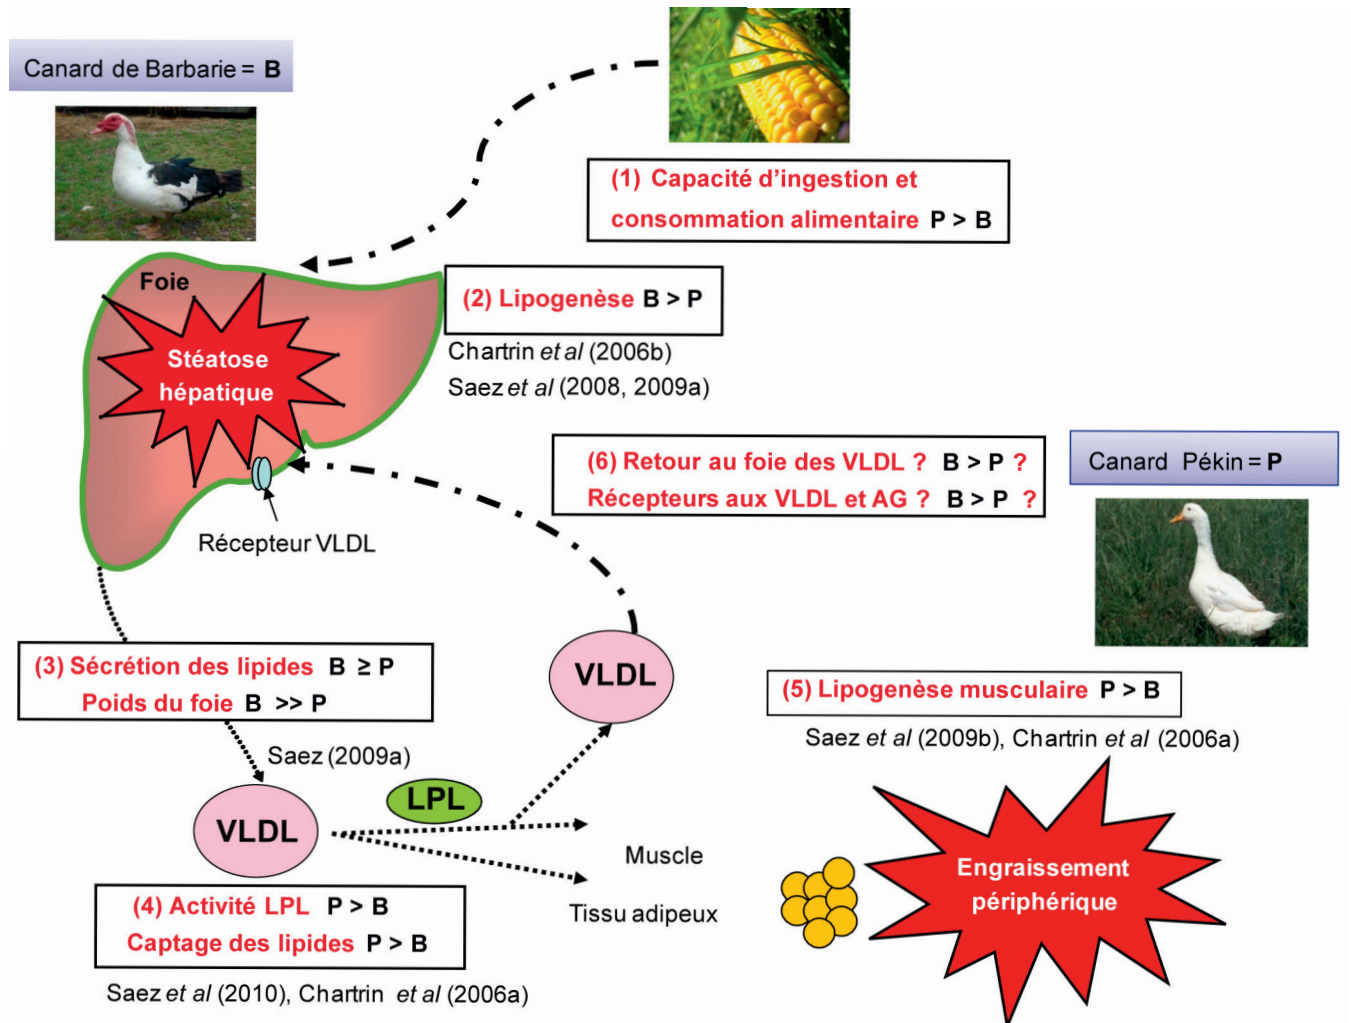 Canard de Barbarie = B
(1) Capacité d'ingestion et
consommation alimentaire P > B
Foie
(2) Lipogenèse B > P
Chartrin et al (2006b)
Saez et al (2008, 2009a)
Stéatose
hépatique
(6) Retour au foie des VLDL ? B > P ?
Récepteurs aux VLDL et AG ? B > P ?
Canard Pékin = P
Récepteur VLDL
(3) Sécrétion des lipides B ≥ P
Poids du foie B >> P
Saez (2009a)
VLDL
(5) Lipogenèse musculaire P > B
Saez et al (2009b), Chartrin et al (2006a)
LPL
VLDL
Muscle
Tissu adipeux
Engraissement
périphérique
(4) Activité LPL P > B
Captage des lipides P > B
Saez et al (2010), Chartrin et al (2006a)